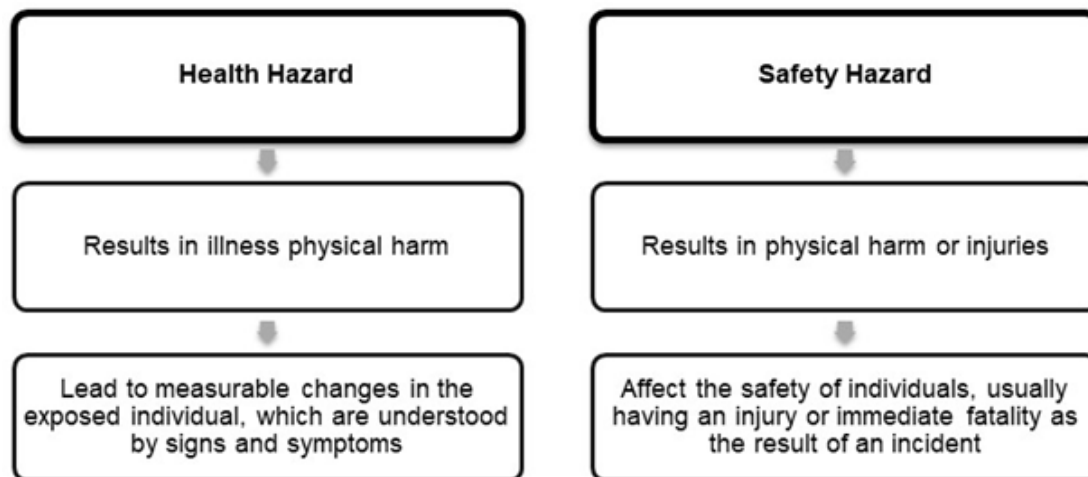 Health Hazard
Results in illness physical harm
Lead to measurable changes in the
exposed individual, which are understood
by signs and symptoms
Safety Hazard
Results in physical harm or injuries
Affect the safety of individuals, usually
having an injury or immediate fatality as
the result of an incident